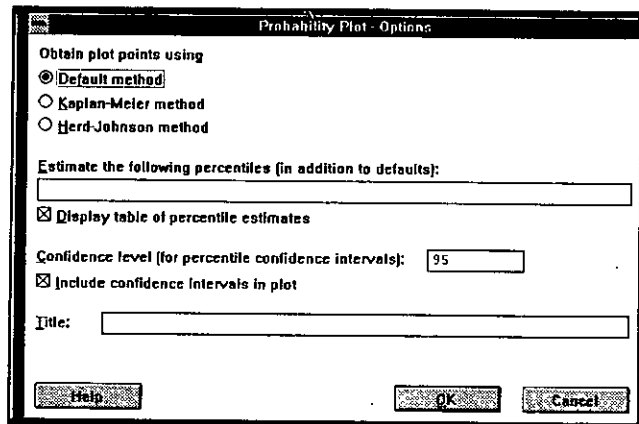 Probability Plot - Options
Obtain plot points using
Default method
Kaplan-Meier method
Herd-Johnson method
Estimate the following percentiles (in addition to defaults):
Display table of percentile estimates
Confidence level (for percentile confidence intervals): 95
Include confidence intervals in plot
Title:
Help OK Cancel